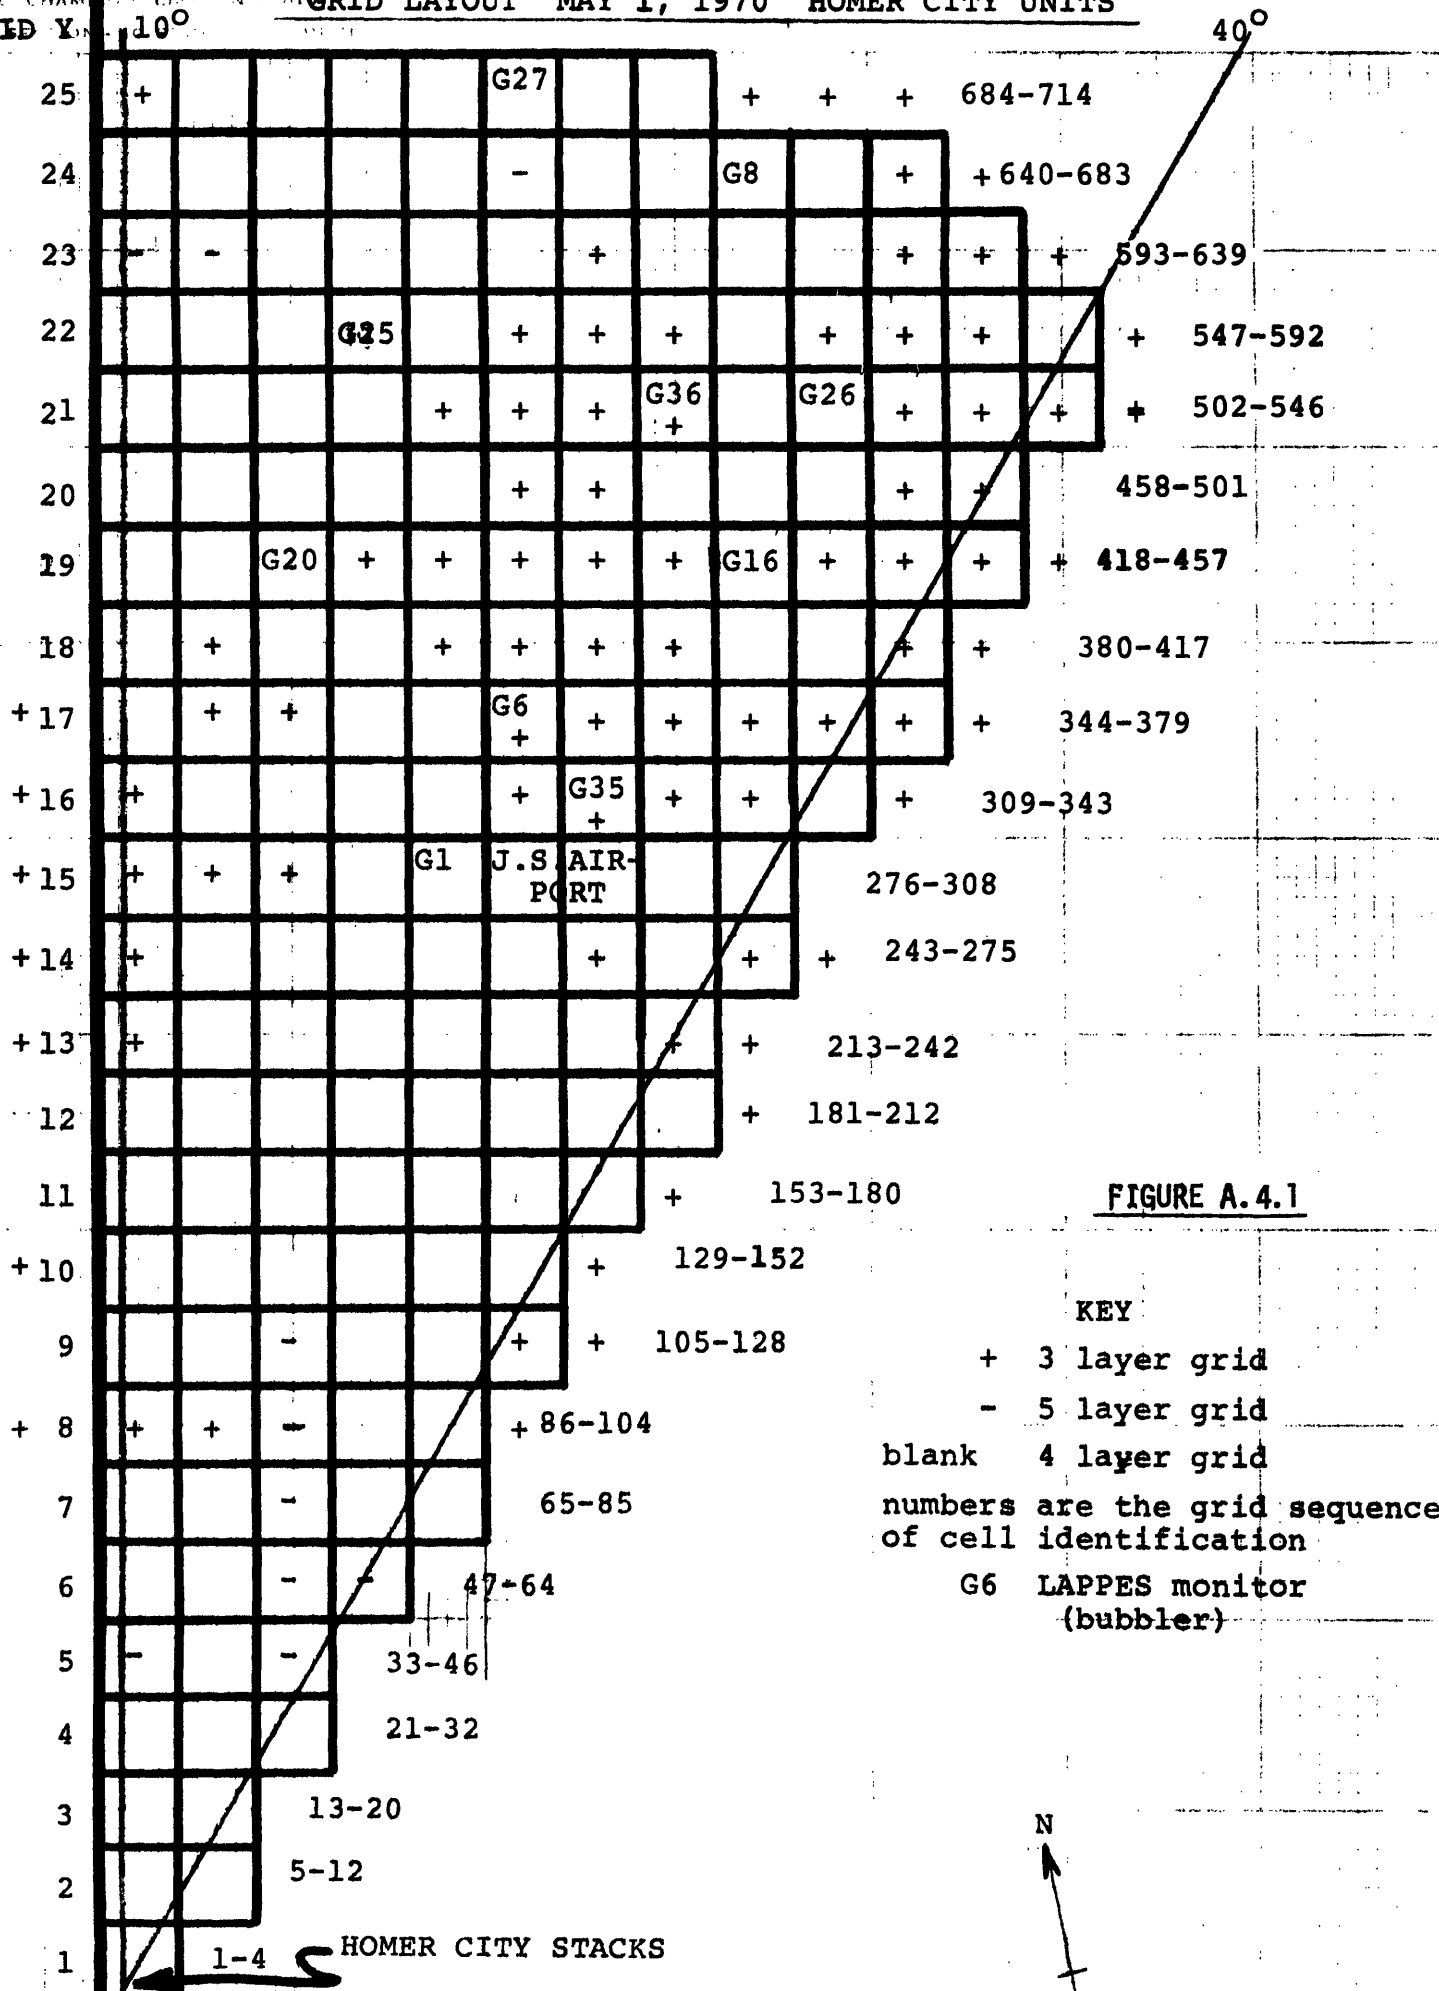 GRID LAYOUT MAY 1, 1970 HOMER CITY UNITS
ID Y 10° 40°
25 + G27 + + + 684-714
24 - G8 + + 640-683
23 - - + + + + 593-639
22 + + + + + + + 547-592
21 + + + G36 + G26 + + + + 502-546
20 + + + + 458-501
19 G20 + + + + + G16 + + + + 418-457
18 + + + + + + + 380-417
+ 17 + + G6 + + + + + + + 344-379
+ 16 + + G35 + + + + 309-343
+ 15 + + + G1 J.S.AIR-
PORT 276-308
+ 14 + + + + 243-275
+ 13 + + + 213-242
12 + 181-212
11 + 153-180
FIGURE A.4.1
+ 10 + 129-152
9 - + + 105-128
+ 8 + + - + 86-104
7 - 65-85
6 - - 47-64
5 - - 33-46
4 21-32
3 13-20
2 5-12
1 1-4 HOMER CITY STACKS
KEY
+ 3 layer grid
- 5 layer grid
blank 4 layer grid
numbers are the grid sequence
of cell identification
G6 LAPPES monitor
(bubbler)
N